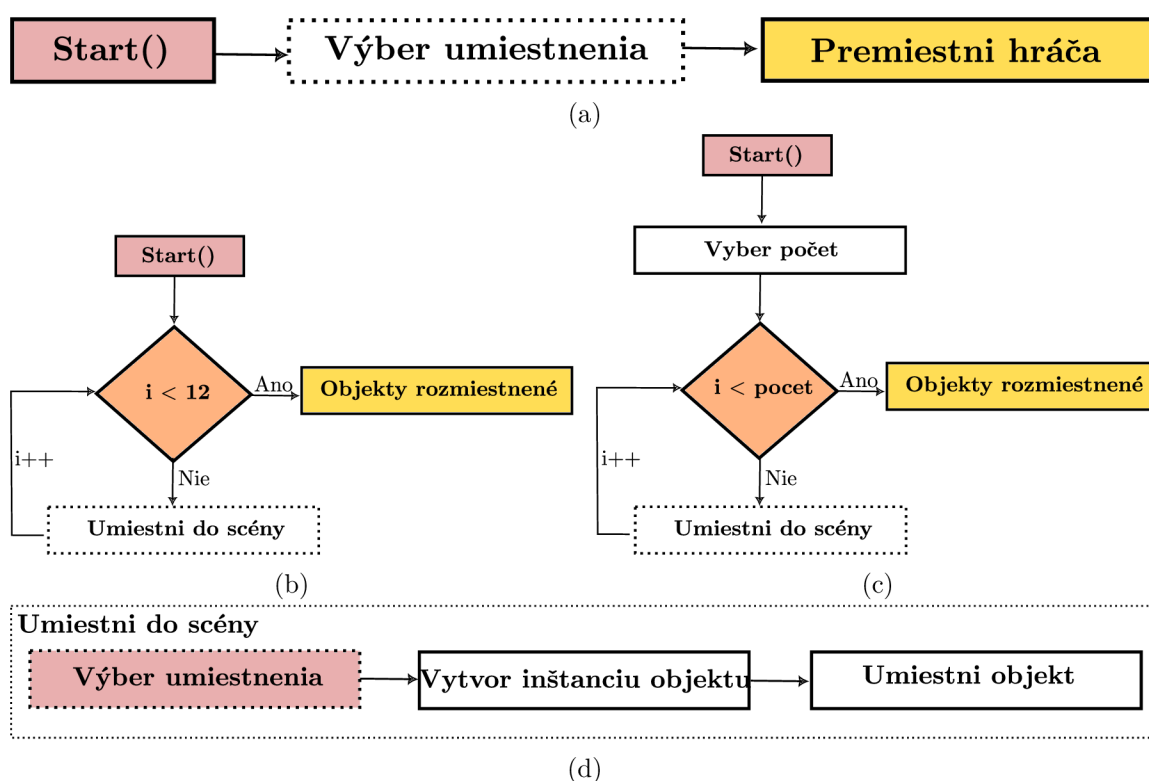 Start()
Výber umiestnenia
Premiestni hráča
(a)
Start()
i < 12
Ano
Objekty rozmiestnené
i++
Nie
Umiestni do scény
(b)
Start()
Vyber počet
i < pocet
Ano
Objekty rozmiestnené
i++
Nie
Umiestni do scény
(c)
Umiestni do scény
Výber umiestnenia
Vytvor inštanciu objektu
Umiestni objekt
(d)